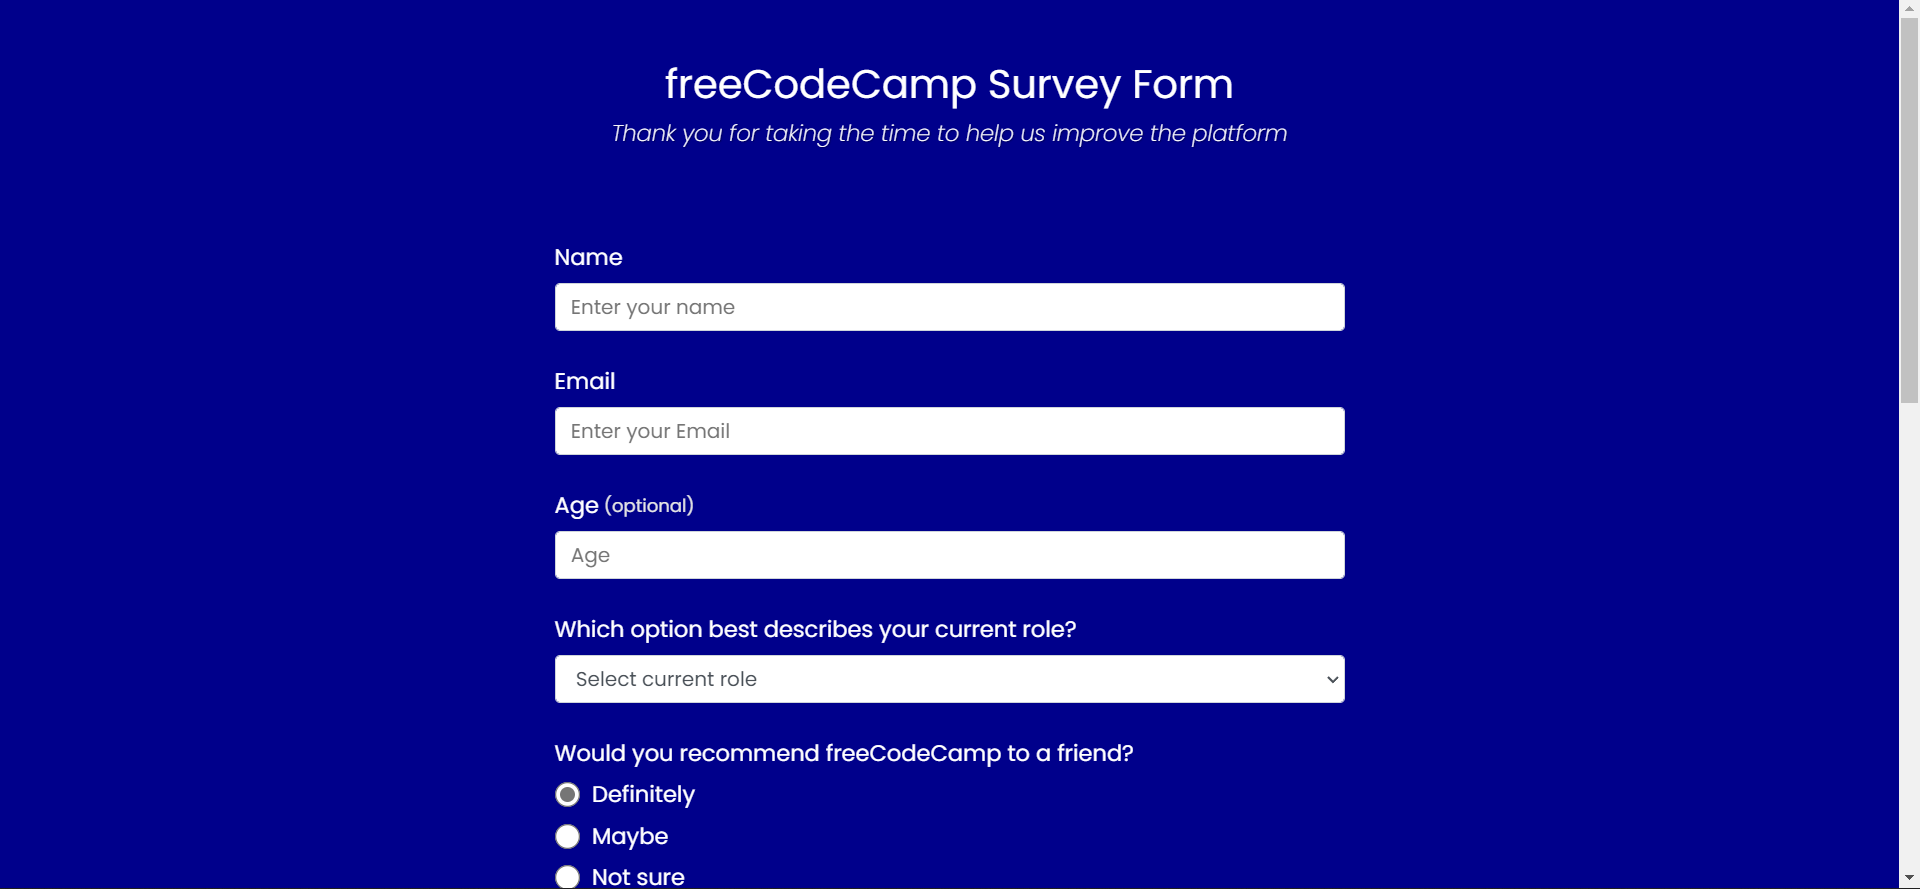 freeCodeCamp Survey Form
Thank you for taking the time to help us improve the platform
Name
Enter your name
Email
Enter your Email
Age (optional)
Age
Which option best describes your current role?
Select current role
Would you recommend freeCodeCamp to a friend?
Definitely
Maybe
Not sure